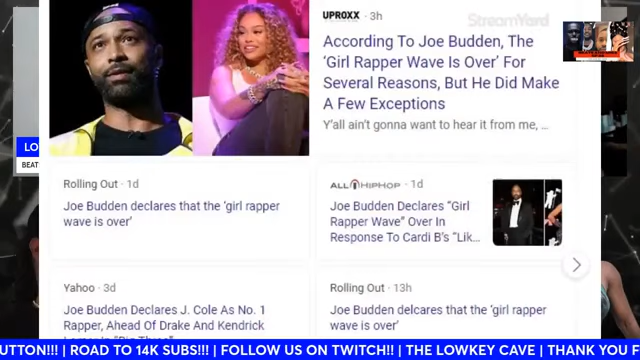 UPROXX · 3h
StreamYard
According To Joe Budden, The
'Girl Rapper Wave Is Over' For
Several Reasons, But He Did Make
A Few Exceptions
Y'all ain't gonna want to hear it from me, ...
LO
BEAT
Rolling Out · 1d
Joe Budden declares that the 'girl rapper
wave is over'
ALLHIPHOP · 1d
Joe Budden Declares "Girl
Rapper Wave" Over In
Response To Cardi B's "Lik...
Yahoo · 3d
Joe Budden Declares J. Cole As No. 1
Rapper, Ahead Of Drake And Kendrick
Rolling Out · 13h
Joe Budden delcares that the 'girl rapper
wave is over'
UTTON!!! | ROAD TO 14K SUBS!!! | FOLLOW US ON TWITCH!! | THE LOWKEY CAVE | THANK YOU F